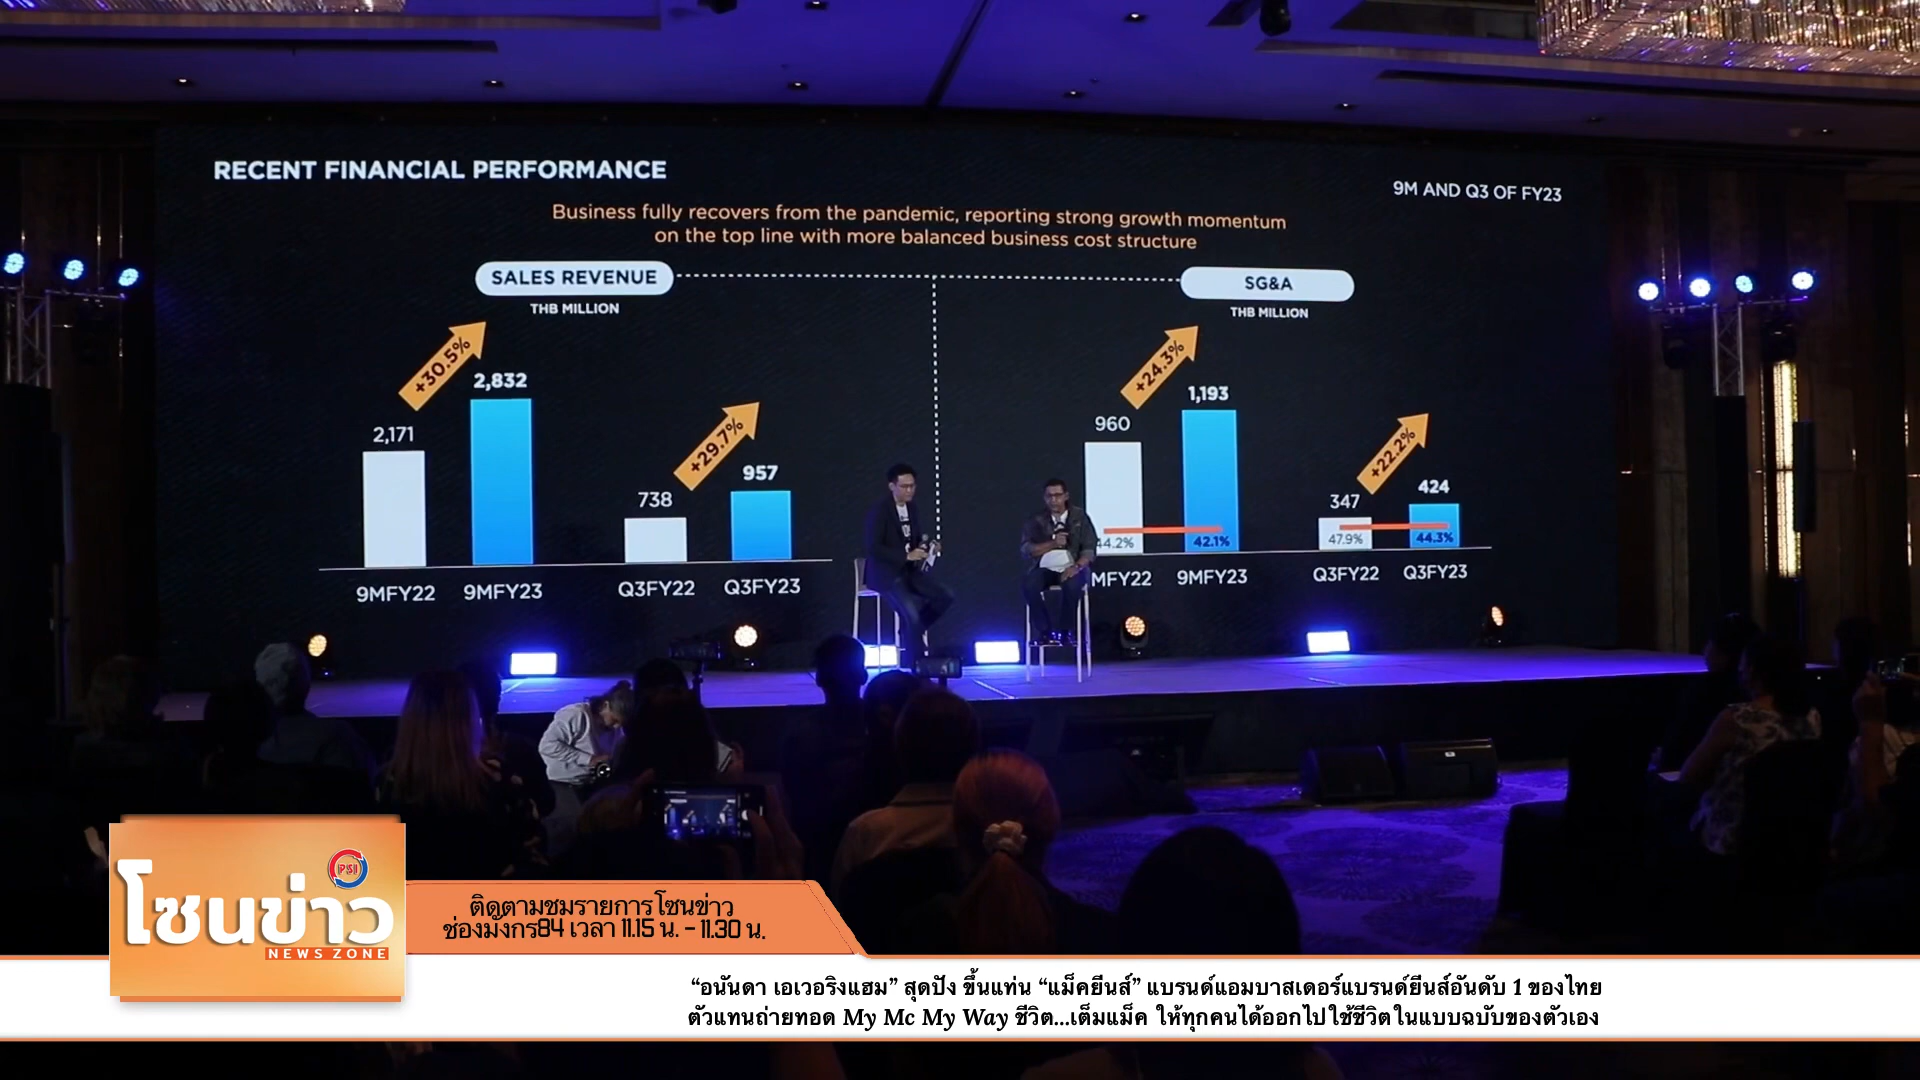 RECENT FINANCIAL PERFORMANCE
9M AND Q3 OF FY23
Business fully recovers from the pandemic, reporting strong growth momentum
on the top line with more balanced business cost structure
SALES REVENUE
THB MILLION
+30.5%
2,171
2,832
+29.7%
738
957
9MFY22
9MFY23
Q3FY22
Q3FY23
SG&A
THB MILLION
+24.3%
960
1,193
+22.2%
347
424
44.2%
42.1%
47.9%
44.3%
MFY22
9MFY23
Q3FY22
Q3FY23
PSI
โซนข่าว
NEWS ZONE
ติดตามชมรายการโซนข่าว
ช่องมังกร84 เวลา 11.15 น. - 11.30 น.
“อนันดา เอเวอริงแฮม” สุดปัง ขึ้นแท่น “แม็คยีนส์” แบรนด์แอมบาสเดอร์แบรนด์ยีนส์อันดับ 1 ของไทย
ตัวแทนถ่ายทอด My Mc My Way ชีวิต...เต็มแม็ค ให้ทุกคนได้ออกไปใช้ชีวิตในแบบฉบับของตัวเอง